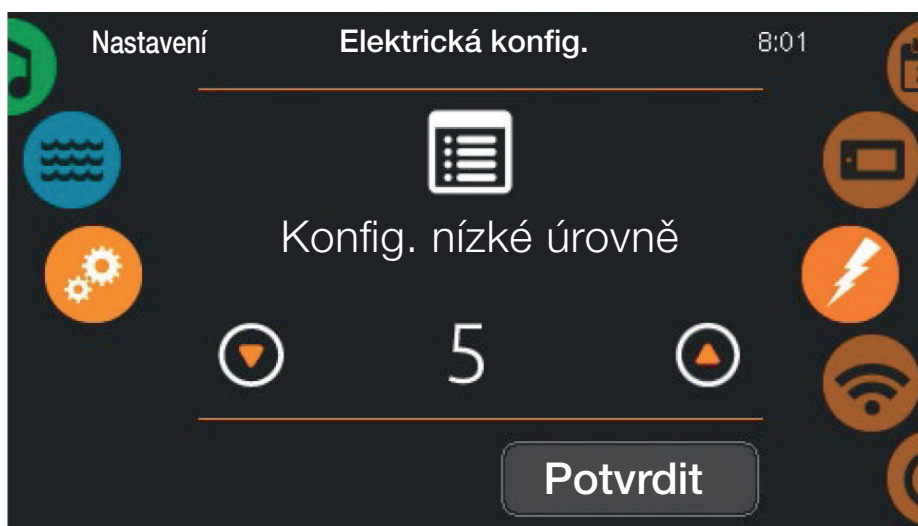 Nastavení Elektrická konfig. 8:01
Konfig. nízké úrovně
5
Potvrdit